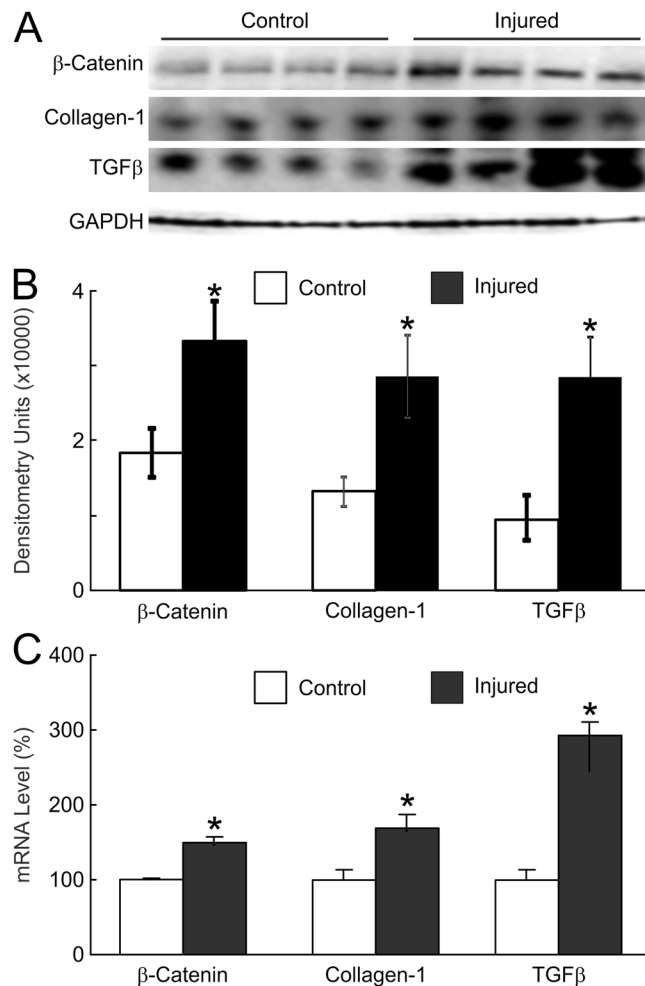 A
Control Injured
β-Catenin
Collagen-1
TGFβ
GAPDH
B
Control Injured
Densitometry Units (x10000)
4
2
0
* * *
β-Catenin Collagen-1 TGFβ
C
Control Injured
mRNA Level (%)
400
300
200
100
0
* * *
β-Catenin Collagen-1 TGFβ